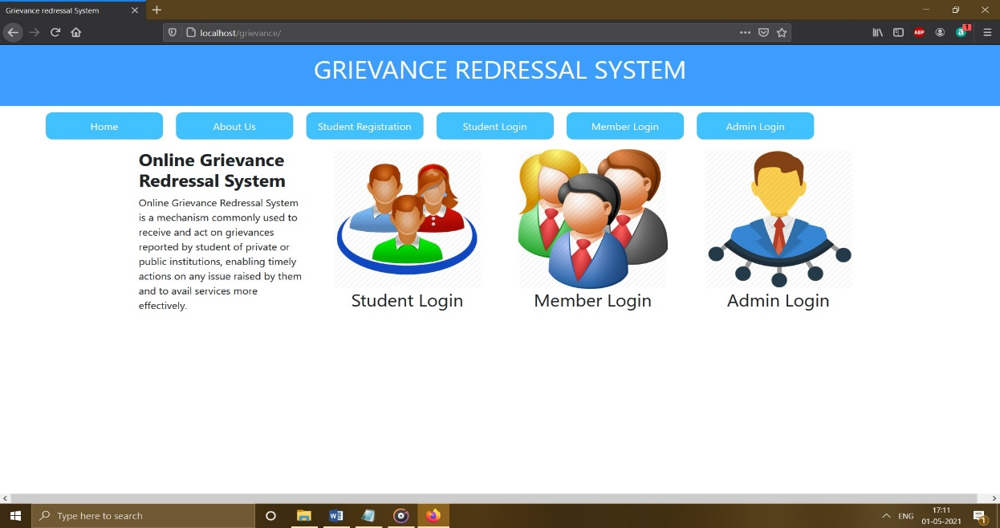 Grievance redressal System
localhost/grievance/
ABP
a
1
GRIEVANCE REDRESSAL SYSTEM
Home
About Us
Student Registration
Student Login
Member Login
Admin Login
Online Grievance
Redressal System
Online Grievance Redressal System
is a mechanism commonly used to
receive and act on grievances
reported by student of private or
public institutions, enabling timely
actions on any issue raised by them
and to avail services more
effectively.
Student Login
Member Login
Admin Login
Type here to search
W
ENG
17:11
01-05-2021
1